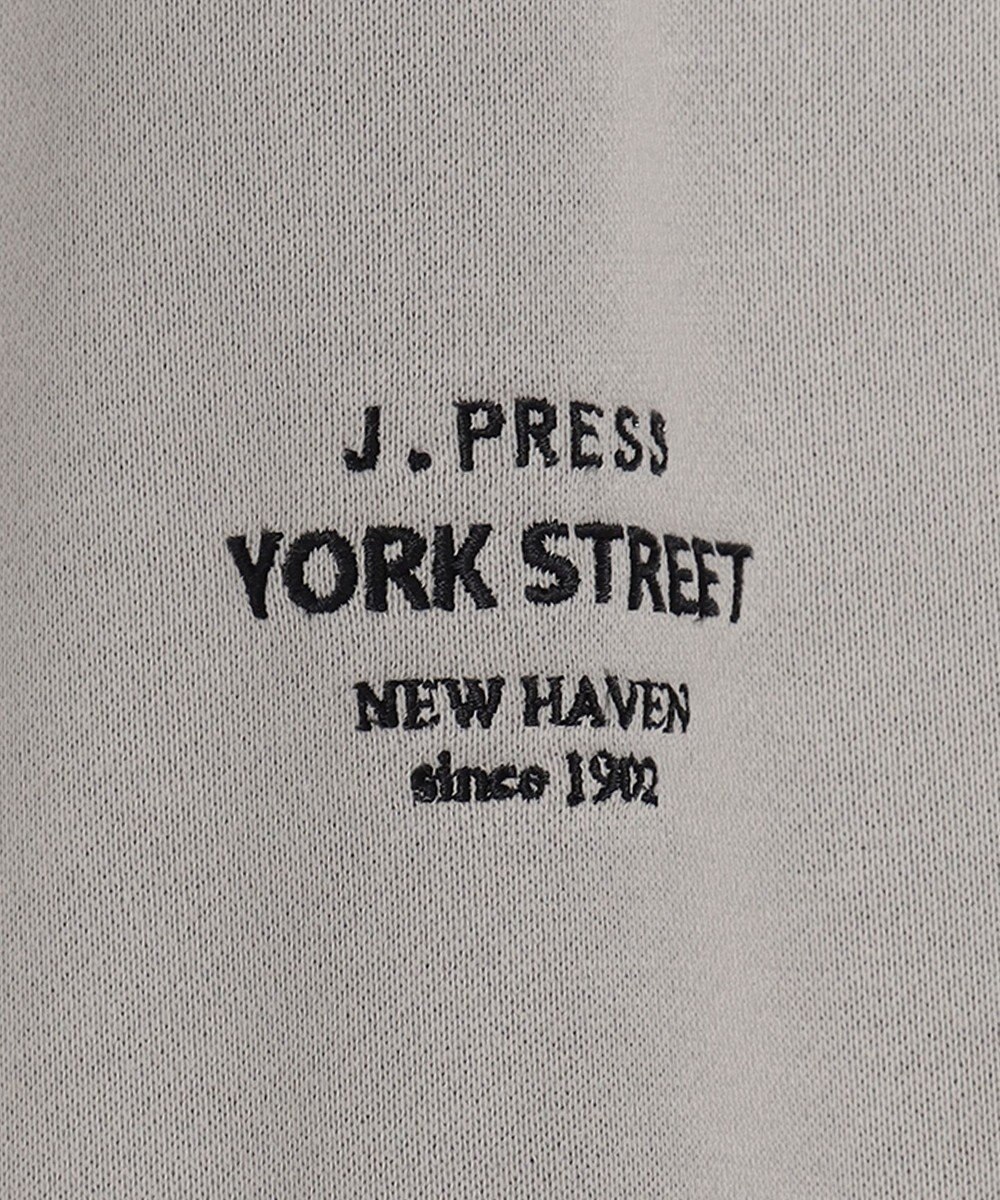 J. PRESS
YORK STREET
NEW HAVEN
since 1902